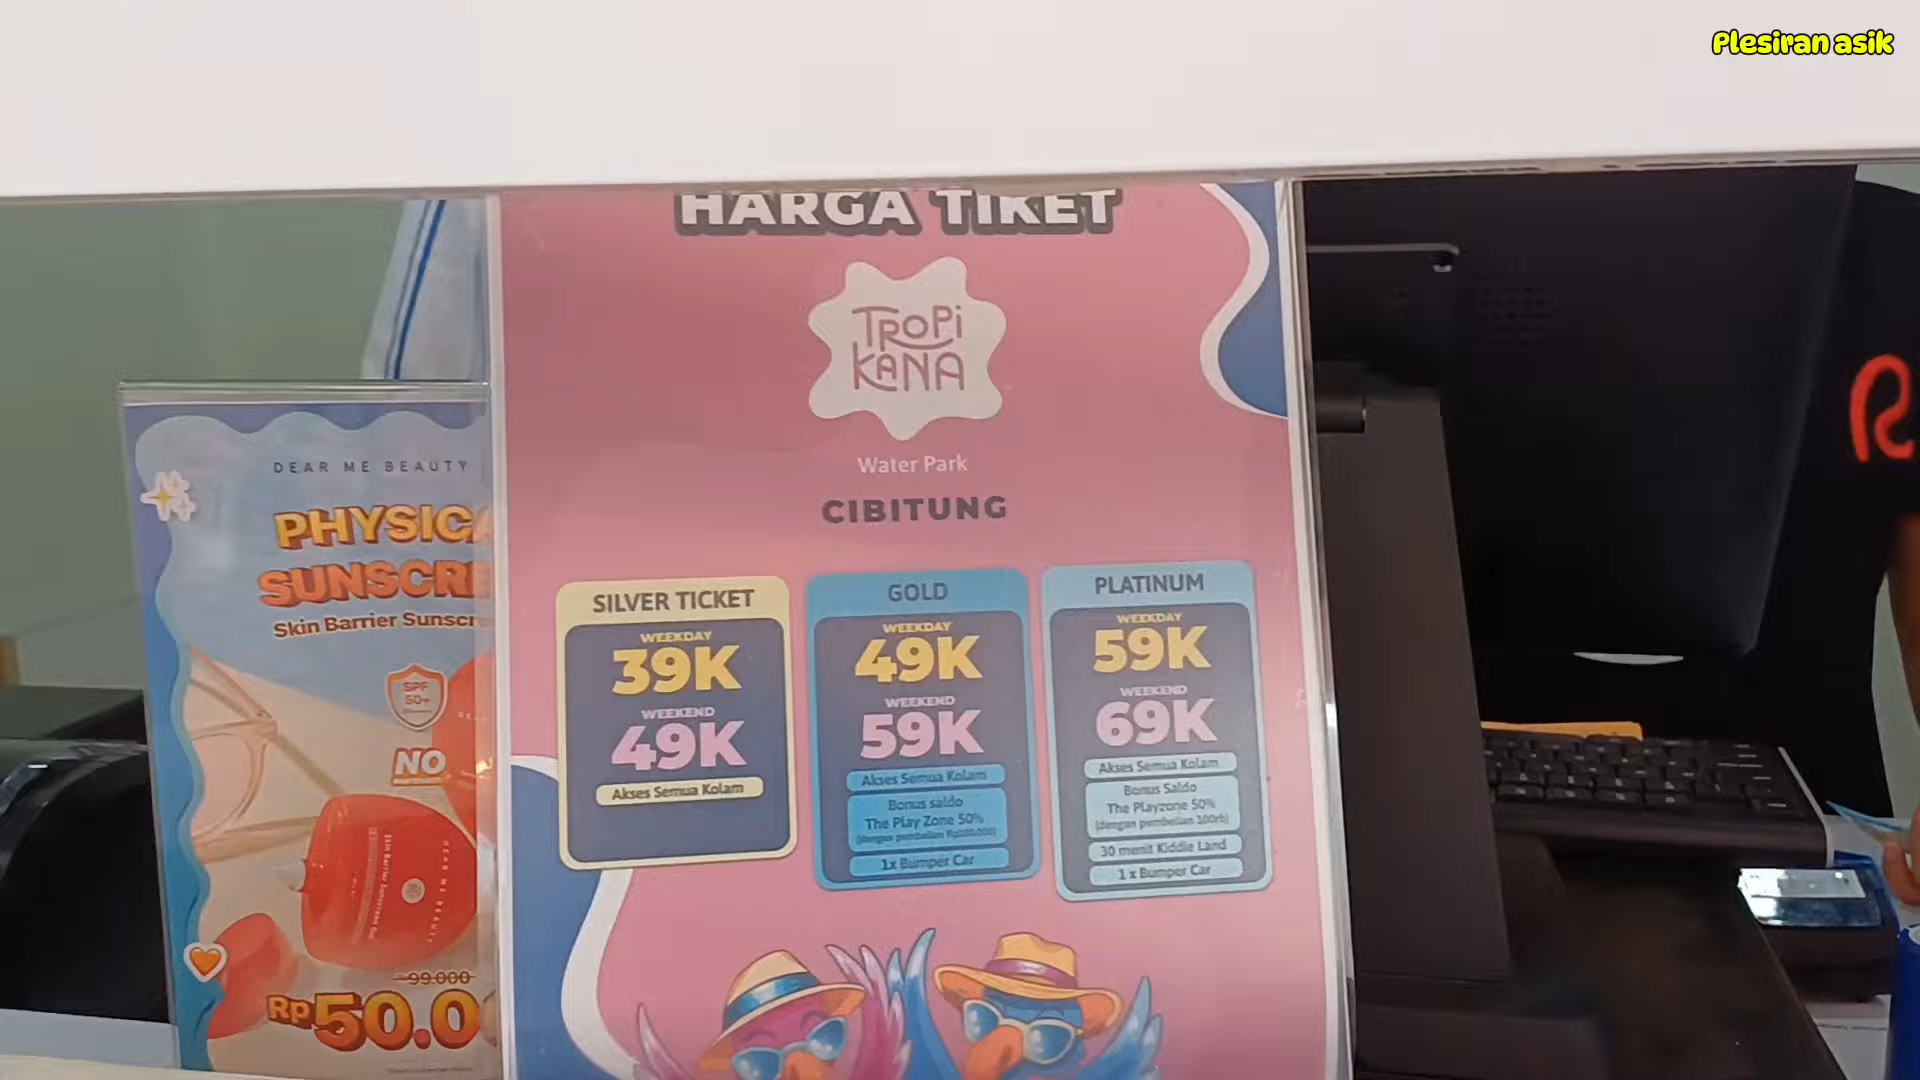 Plesiran asik
HARGA TIKET
TROPi
KANA
Water Park
CIBITUNG
SILVER TICKET
WEEKDAY
39K
WEEKEND
49K
Akses Semua Kolam
GOLD
WEEKDAY
49K
WEEKEND
59K
Akses Semua Kolam
Bonus saldo
The Play Zone 50%
(dengan pembelian Rp100.000)
1x Bumper Car
PLATINUM
WEEKDAY
59K
WEEKEND
69K
Akses Semua Kolam
Bonus Saldo
The Playzone 50%
(dengan pembelian 100rb)
30 menit Kiddie Land
1 x Bumper Car
DEAR ME BEAUTY
PHYSICA
SUNSCRE
Skin Barrier Sunscr
SPF
50+
NO
99.000
Rp50.0
R